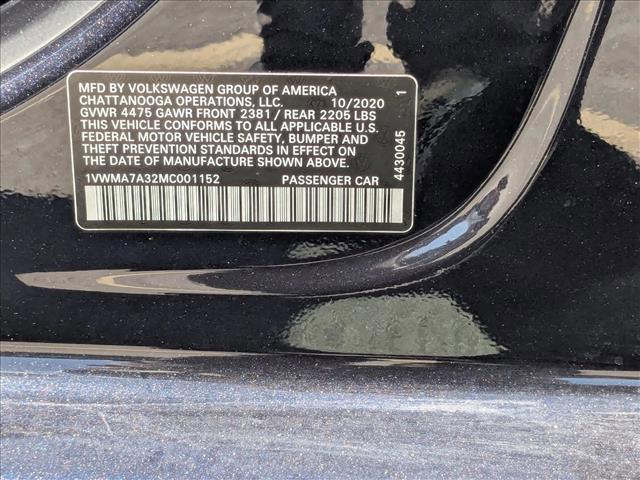 MFD BY VOLKSWAGEN GROUP OF AMERICA
CHATTANOOGA OPERATIONS, LLC. 10/2020
GVWR 4475 GAWR FRONT 2381 / REAR 2205 LBS
THIS VEHICLE CONFORMS TO ALL APPLICABLE U.S.
FEDERAL MOTOR VEHICLE SAFETY, BUMPER AND
THEFT PREVENTION STANDARDS IN EFFECT ON
THE DATE OF MANUFACTURE SHOWN ABOVE.
1VWMA7A32MC001152 PASSENGER CAR
4430045 1